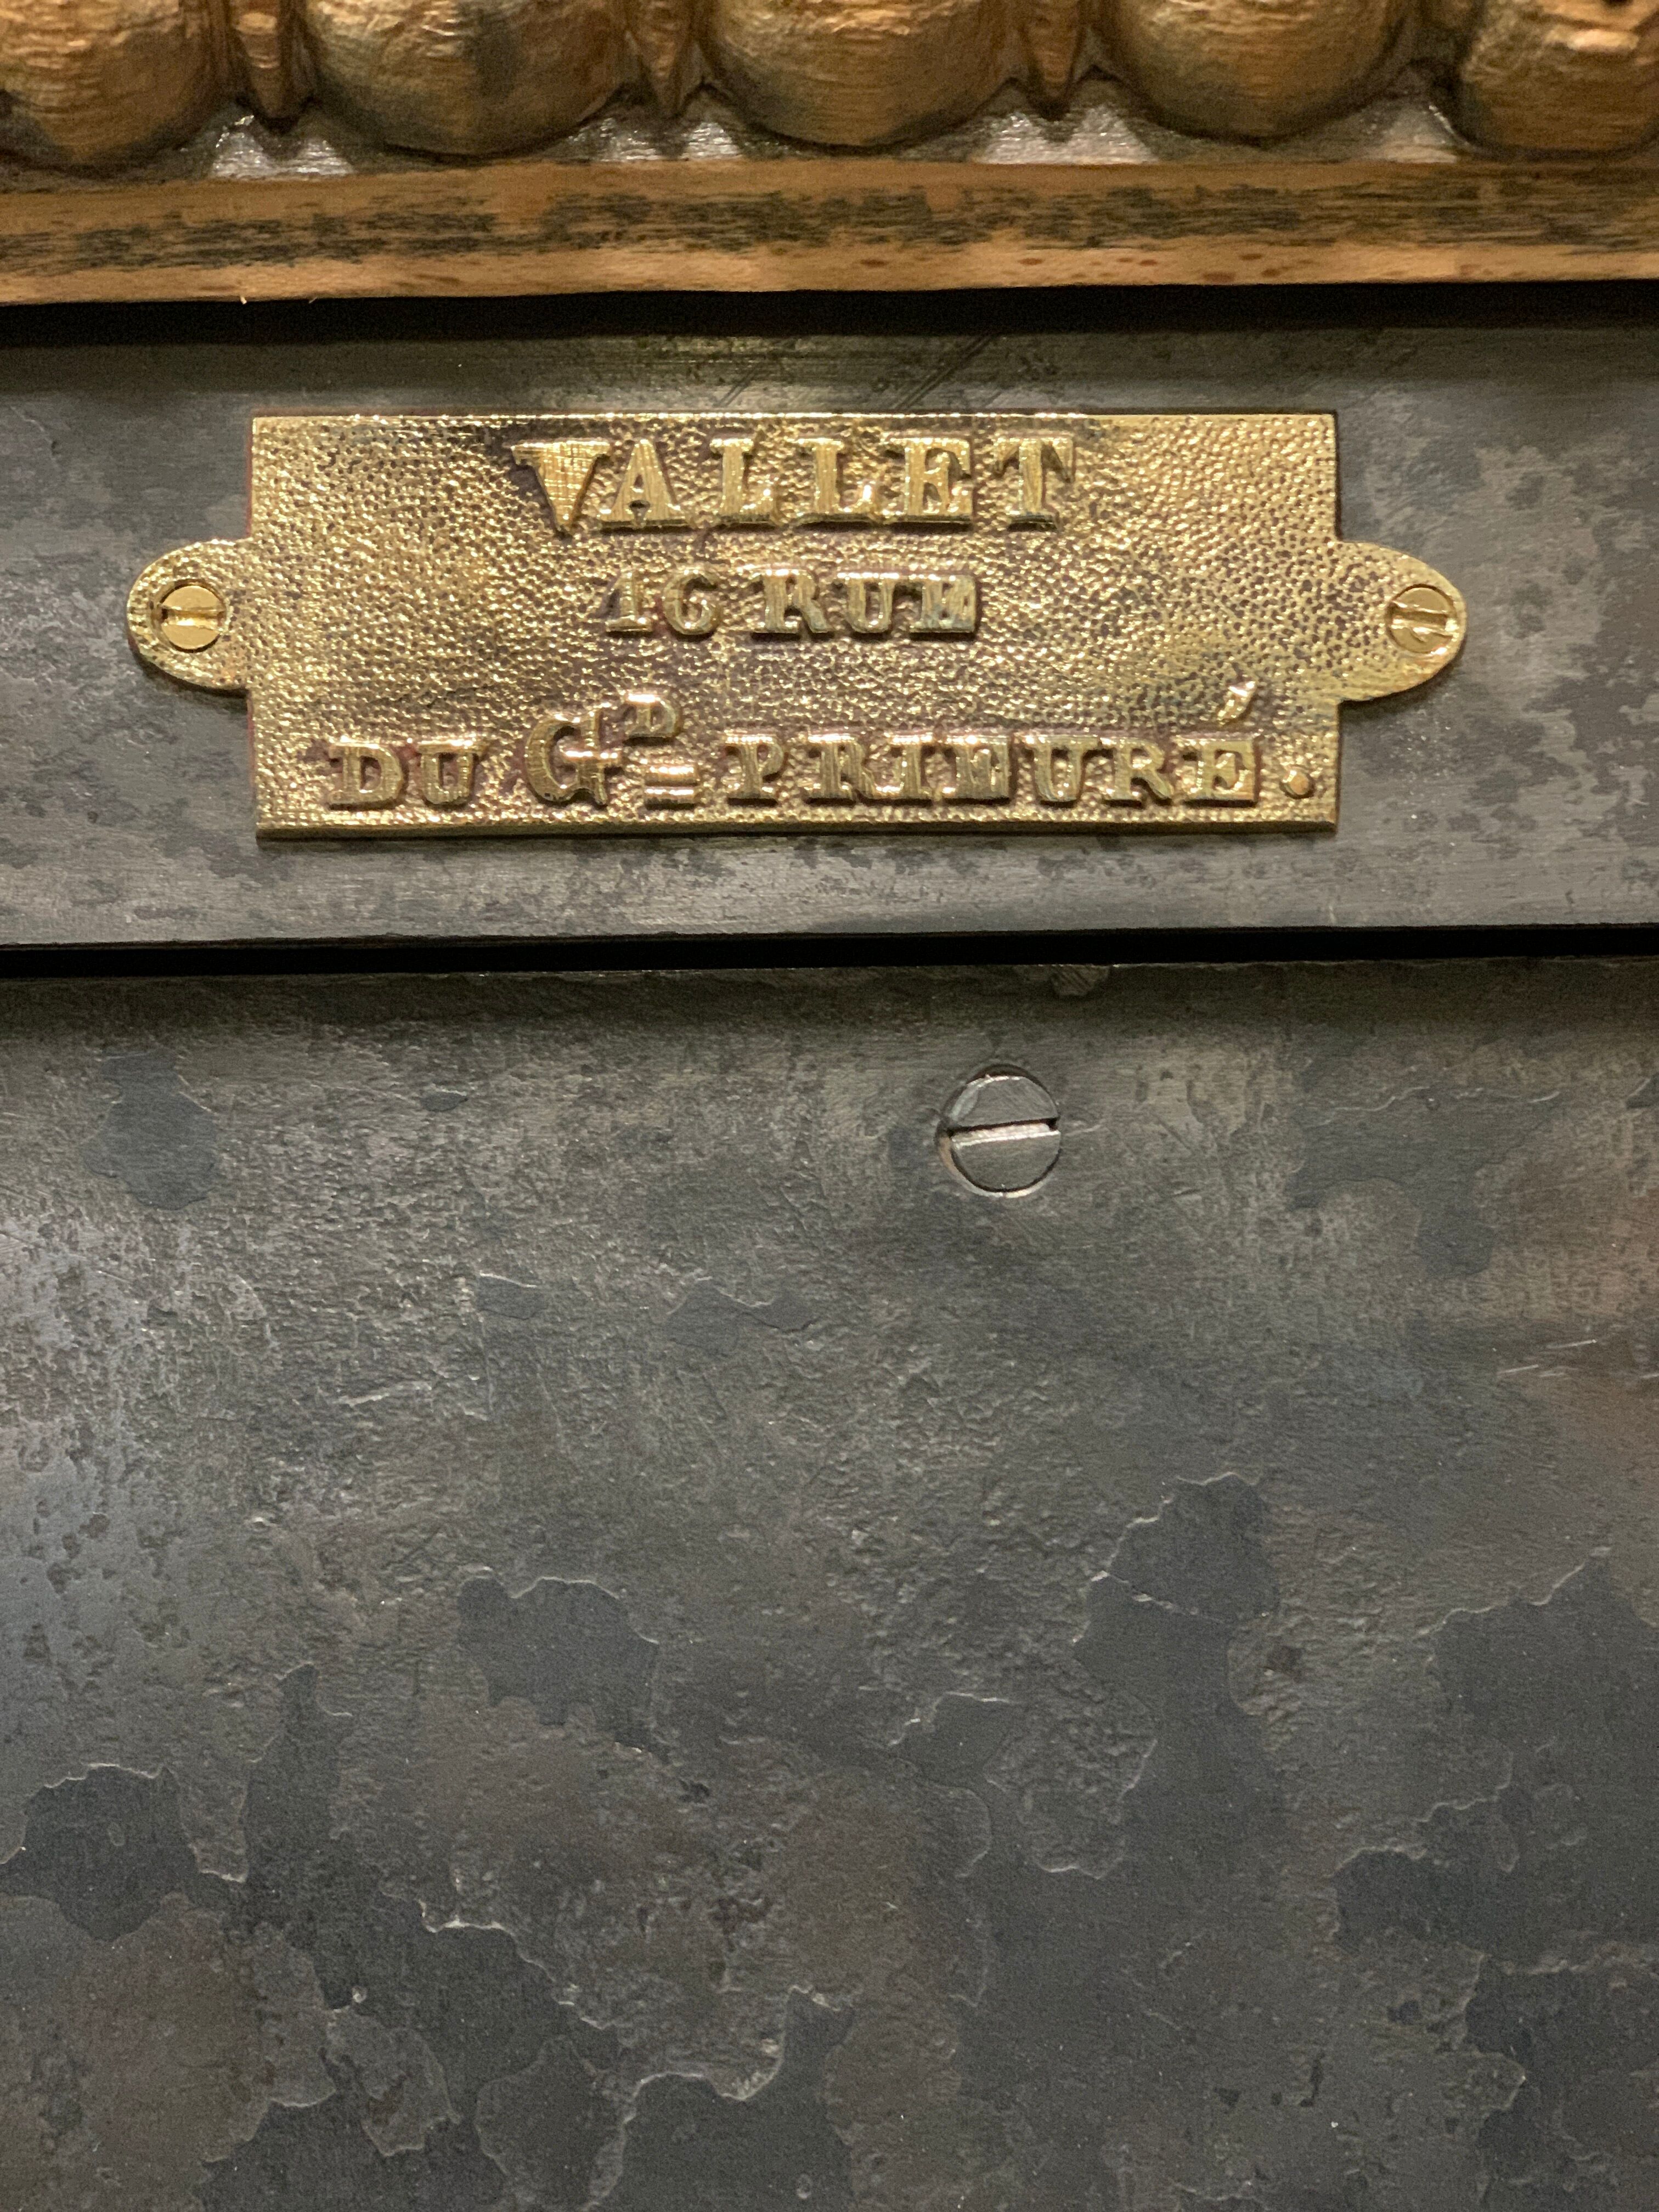 VALLET
16 RUE
DU Gᴰ= PRIEURÉ.